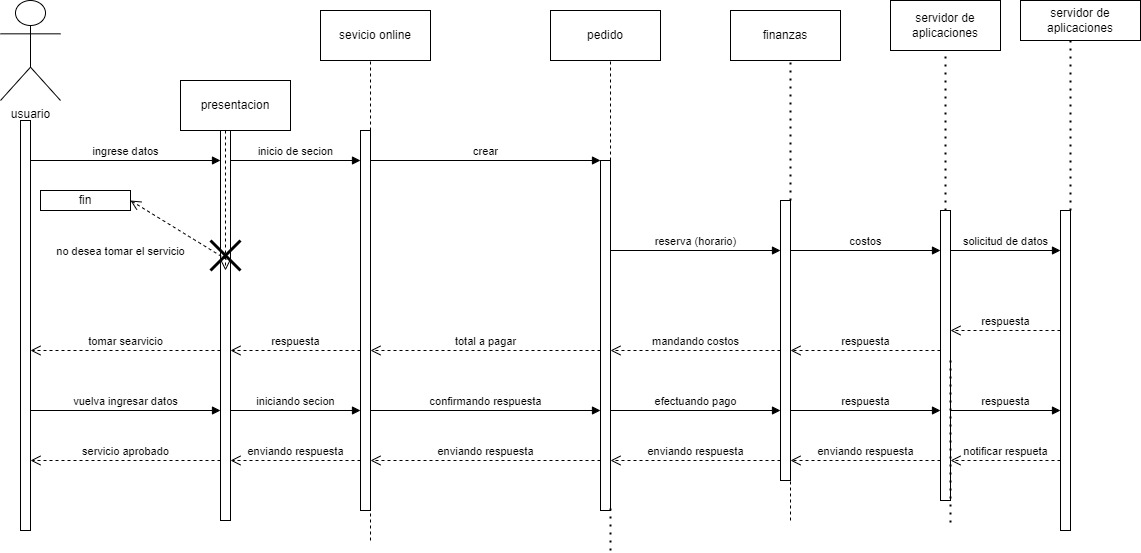 usuario
presentacion
sevicio online
pedido
finanzas
servidor de
aplicaciones
servidor de
aplicaciones
ingrese datos
inicio de secion
crear
fin
no desea tomar el servicio
reserva (horario)
costos
solicitud de datos
respuesta
tomar searvicio
respuesta
total a pagar
mandando costos
respuesta
vuelva ingresar datos
iniciando secion
confirmando respuesta
efectuando pago
respuesta
respuesta
servicio aprobado
enviando respuesta
enviando respuesta
enviando respuesta
enviando respuesta
notificar respueta